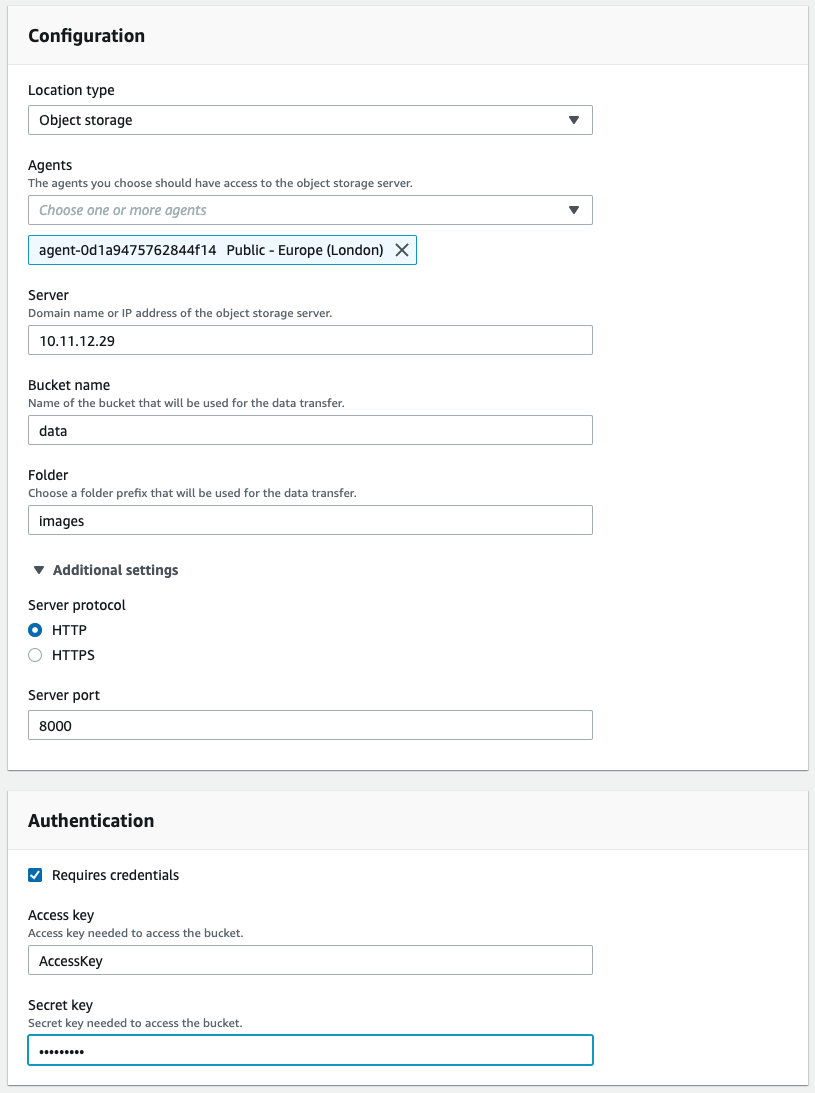 Configuration
Location type
Object storage
Agents
The agents you choose should have access to the object storage server.
Choose one or more agents
agent-0d1a9475762844f14 Public - Europe (London)
Server
Domain name or IP address of the object storage server.
10.11.12.29
Bucket name
Name of the bucket that will be used for the data transfer.
data
Folder
Choose a folder prefix that will be used for the data transfer.
images
Additional settings
Server protocol
HTTP
HTTPS
Server port
8000
Authentication
Requires credentials
Access key
Access key needed to access the bucket.
AccessKey
Secret key
Secret key needed to access the bucket.
•••••••••